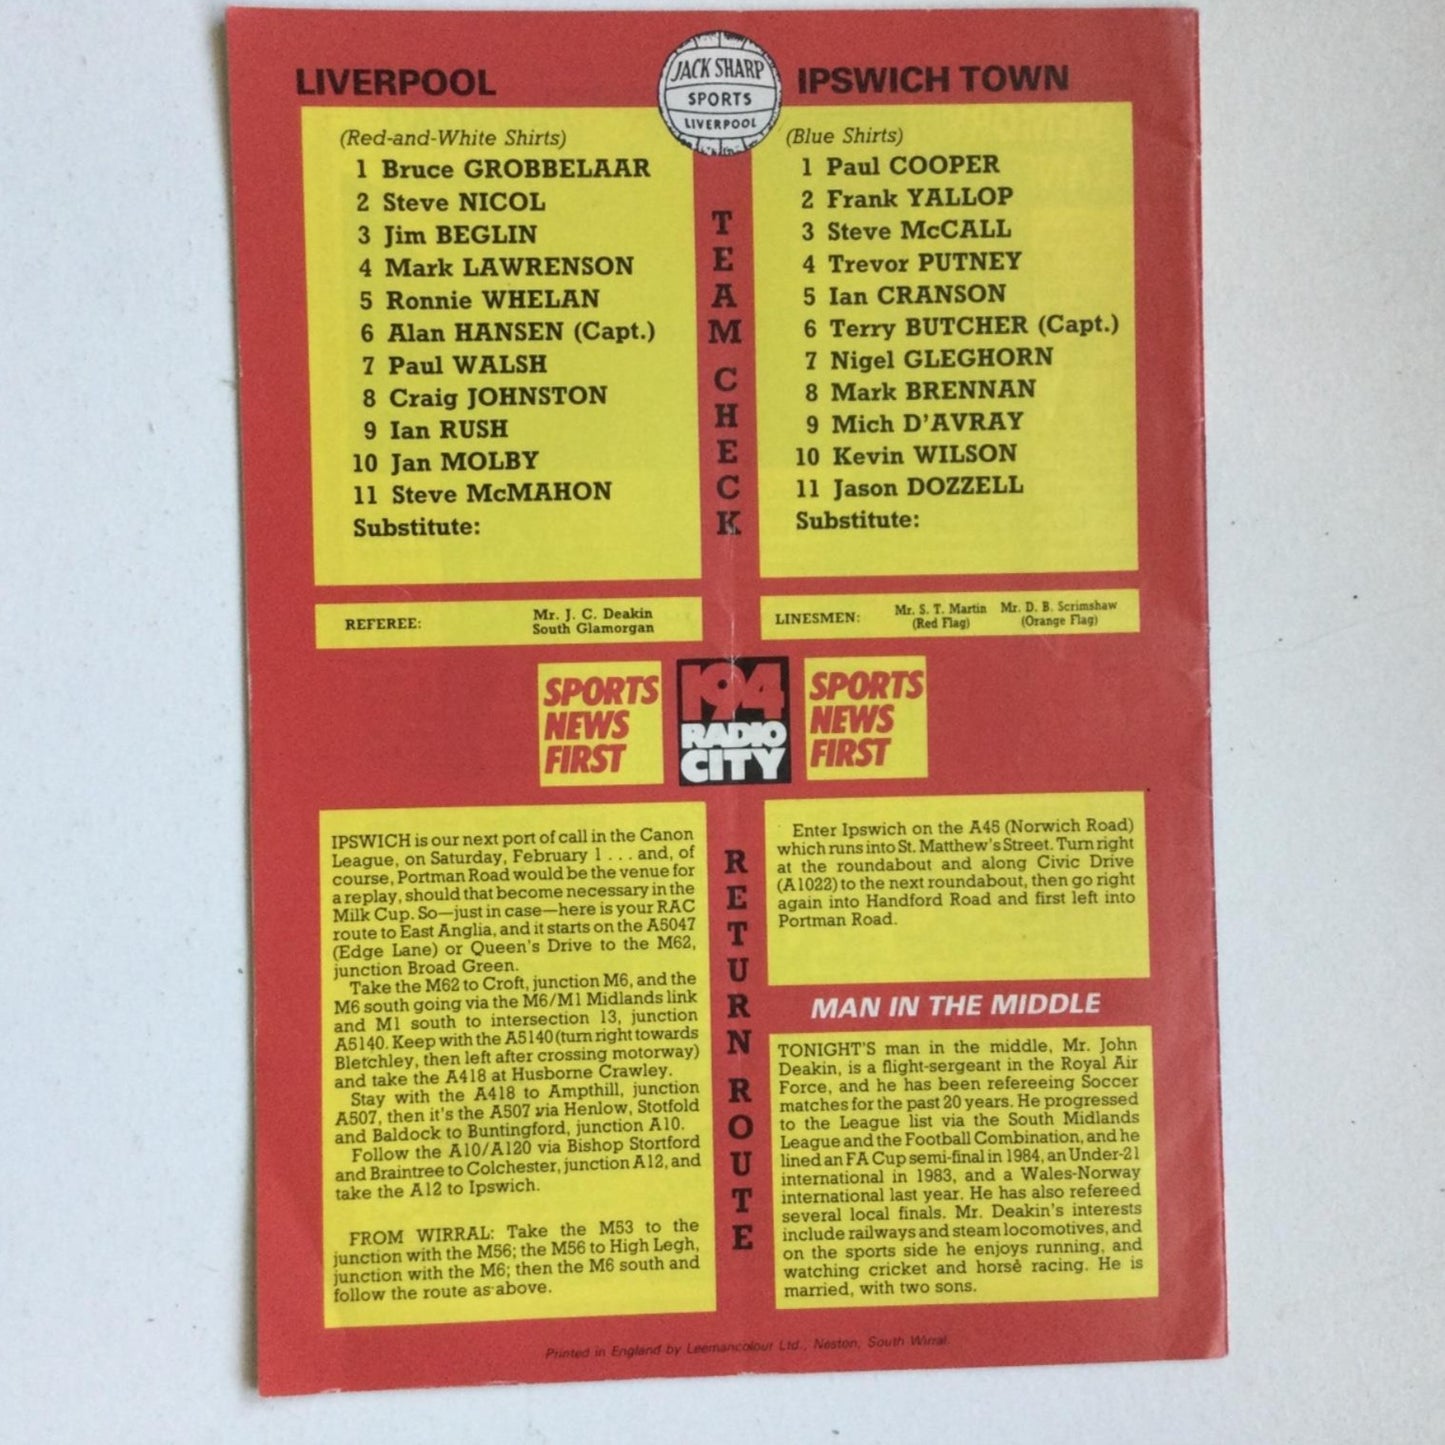 LIVERPOOL
JACK SHARP
SPORTS
LIVERPOOL
IPSWICH TOWN
(Red-and-White Shirts)
1 Bruce GROBBELAAR
2 Steve NICOL
3 Jim BEGLIN
4 Mark LAWRENSON
5 Ronnie WHELAN
6 Alan HANSEN (Capt.)
7 Paul WALSH
8 Craig JOHNSTON
9 Ian RUSH
10 Jan MOLBY
11 Steve McMAHON
Substitute:
TEAM CHECK
(Blue Shirts)
1 Paul COOPER
2 Frank YALLOP
3 Steve McCALL
4 Trevor PUTNEY
5 Ian CRANSON
6 Terry BUTCHER (Capt.)
7 Nigel GLEGHORN
8 Mark BRENNAN
9 Mich D'AVRAY
10 Kevin WILSON
11 Jason DOZZELL
Substitute:
REFEREE:
Mr. J. C. Deakin
South Glamorgan
LINESMEN:
Mr. S. T. Martin
(Red Flag)
Mr. D. B. Scrimshaw
(Orange Flag)
SPORTS
NEWS
FIRST
194
RADIO
CITY
SPORTS
NEWS
FIRST
IPSWICH is our next port of call in the Canon
League, on Saturday, February 1 . . . and, of
course, Portman Road would be the venue for
a replay, should that become necessary in the
Milk Cup. So—just in case—here is your RAC
route to East Anglia, and it starts on the A5047
(Edge Lane) or Queen's Drive to the M62,
junction Broad Green.
Take the M62 to Croft, junction M6, and the
M6 south going via the M6/M1 Midlands link
and M1 south to intersection 13, junction
A5140. Keep with the A5140 (turn right towards
Bletchley, then left after crossing motorway)
and take the A418 at Husborne Crawley.
Stay with the A418 to Ampthill, junction
A507, then it's the A507 via Henlow, Stotfold
and Baldock to Buntingford, junction A10.
Follow the A10/A120 via Bishop Stortford
and Braintree to Colchester, junction A12, and
take the A12 to Ipswich.
FROM WIRRAL: Take the M53 to the
junction with the M56; the M56 to High Legh,
junction with the M6; then the M6 south and
follow the route as above.
RETURN ROUTE
Enter Ipswich on the A45 (Norwich Road)
which runs into St. Matthew's Street. Turn right
at the roundabout and along Civic Drive
(A1022) to the next roundabout, then go right
again into Handford Road and first left into
Portman Road.
MAN IN THE MIDDLE
TONIGHT'S man in the middle, Mr. John
Deakin, is a flight-sergeant in the Royal Air
Force, and he has been refereeing Soccer
matches for the past 20 years. He progressed
to the League list via the South Midlands
League and the Football Combination, and he
lined an FA Cup semi-final in 1984, an Under-21
international in 1983, and a Wales-Norway
international last year. He has also refereed
several local finals. Mr. Deakin's interests
include railways and steam locomotives, and
on the sports side he enjoys running, and
watching cricket and horse racing. He is
married, with two sons.
Printed in England by Leemancolour Ltd., Neston, South Wirral.